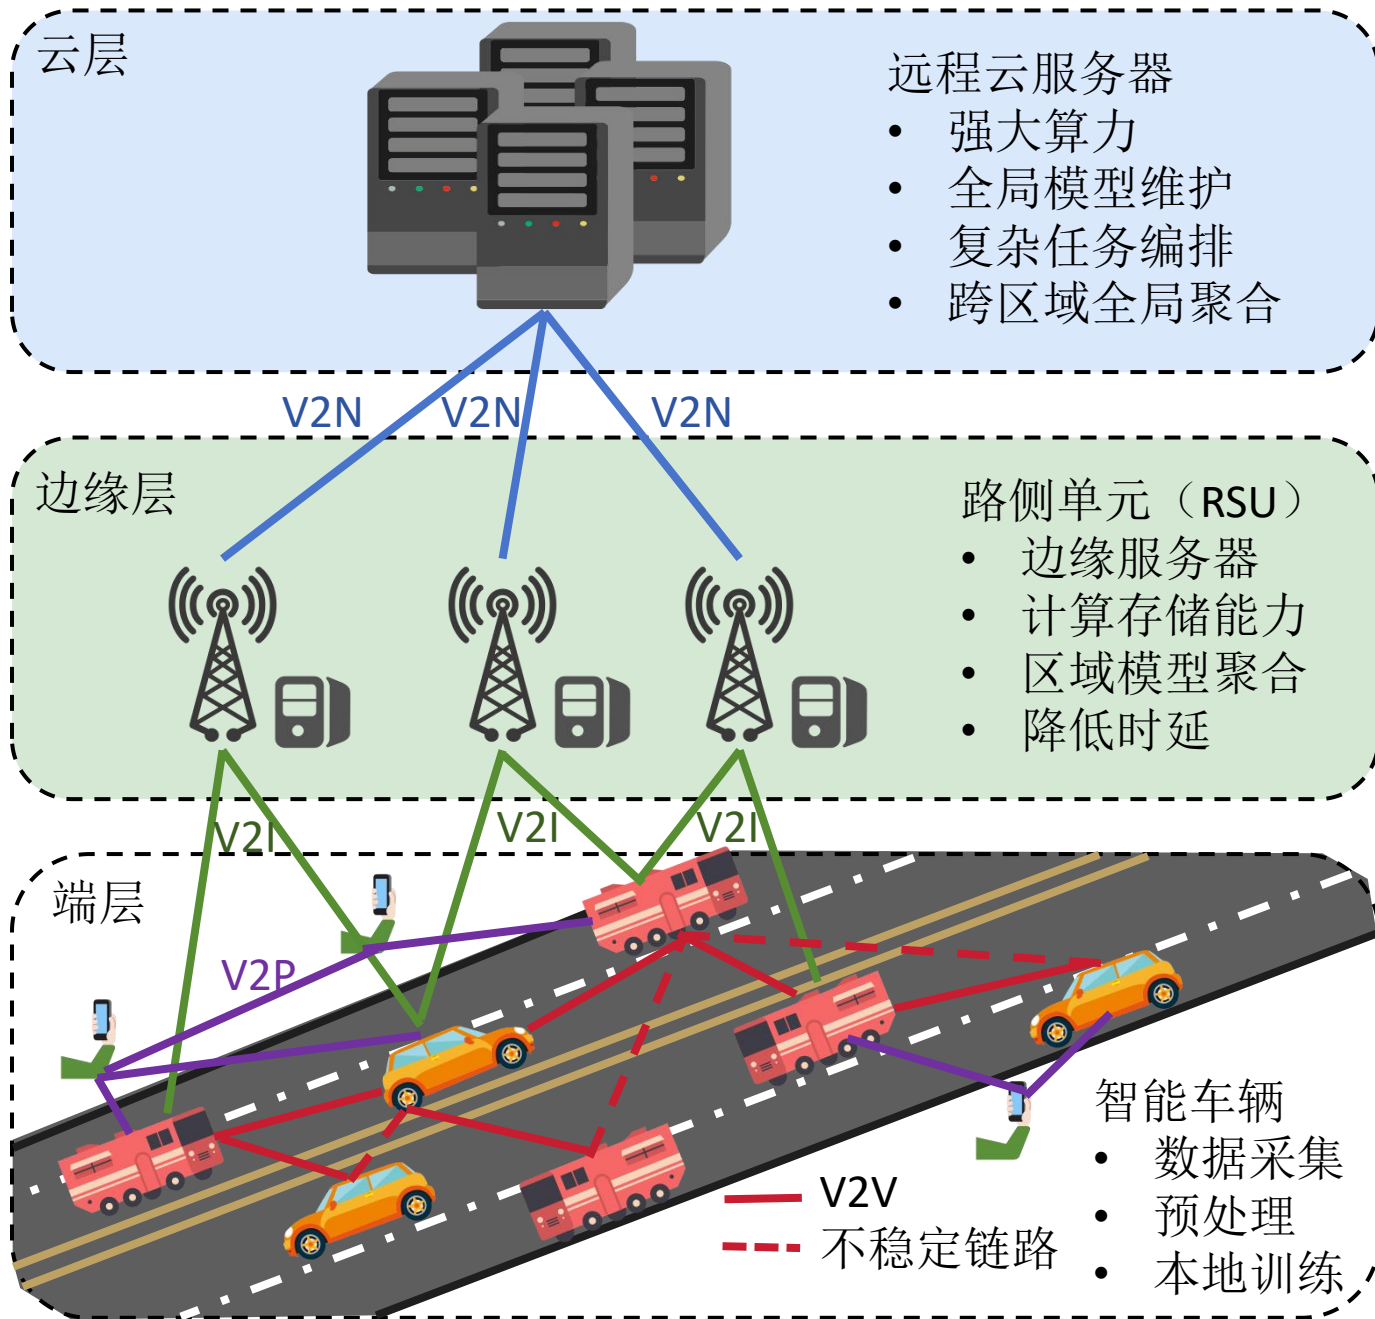 云层
远程云服务器
• 强大算力
• 全局模型维护
• 复杂任务编排
• 跨区域全局聚合
V2N V2N V2N
边缘层
路侧单元（RSU）
• 边缘服务器
• 计算存储能力
• 区域模型聚合
• 降低时延
V2I V2I V2I
端层
V2P
智能车辆
• 数据采集
• 预处理
• 本地训练
V2V
不稳定链路